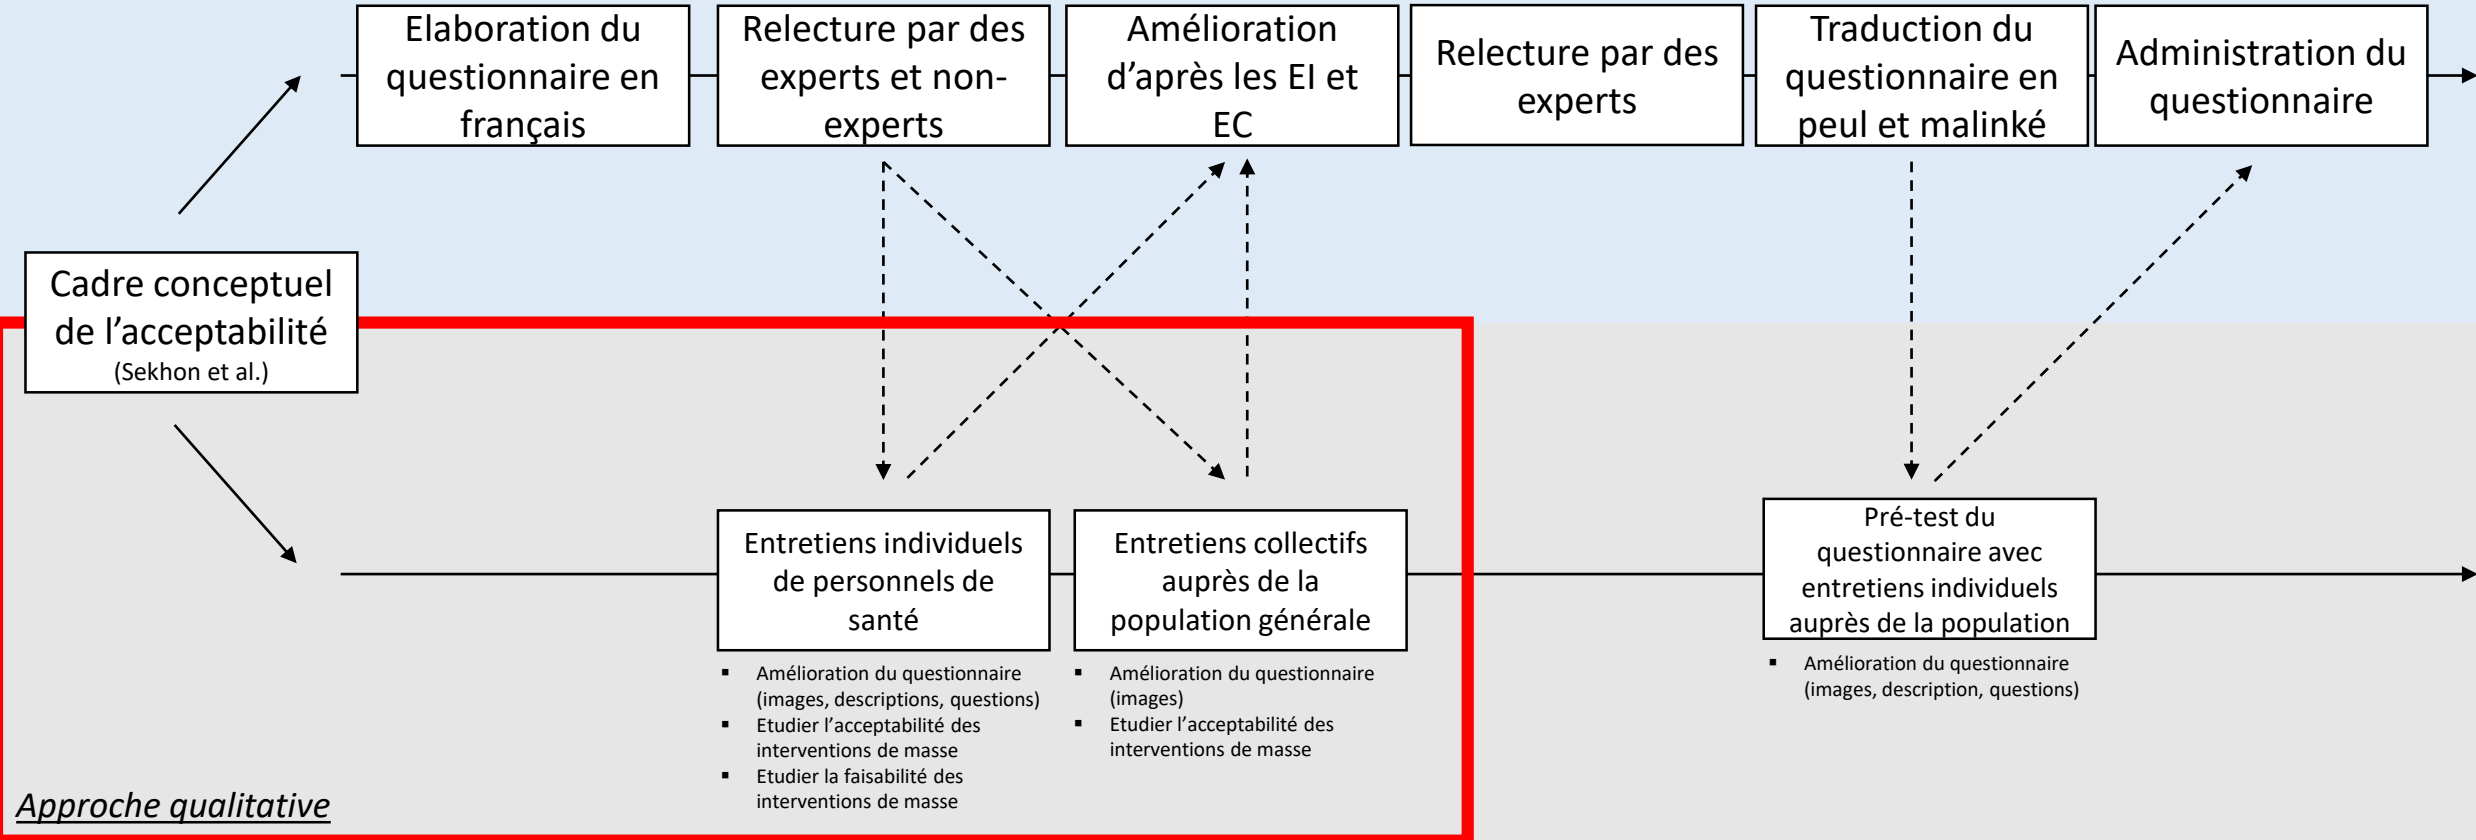 Elaboration du
questionnaire en
français
Relecture par des
experts et non-
experts
Amélioration
d’après les EI et
EC
Relecture par des
experts
Traduction du
questionnaire en
peul et malinké
Administration du
questionnaire
Cadre conceptuel
de l’acceptabilité
(Sekhon et al.)
Entretiens individuels
de personnels de
santé
Entretiens collectifs
auprès de la
population générale
Pré-test du
questionnaire avec
entretiens individuels
auprès de la population
▪ Amélioration du questionnaire
(images, descriptions, questions)
▪ Etudier l’acceptabilité des
interventions de masse
▪ Etudier la faisabilité des
interventions de masse
▪ Amélioration du questionnaire
(images)
▪ Etudier l’acceptabilité des
interventions de masse
▪ Amélioration du questionnaire
(images, description, questions)
Approche qualitative